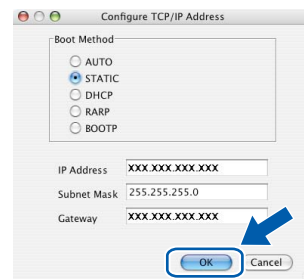 Configure TCP/IP Address
Boot Method
AUTO
STATIC
DHCP
RARP
BOOTP
IP Address XXX.XXX.XXX.XXX
Subnet Mask 255.255.255.0
Gateway XXX.XXX.XXX.XXX
OK Cancel